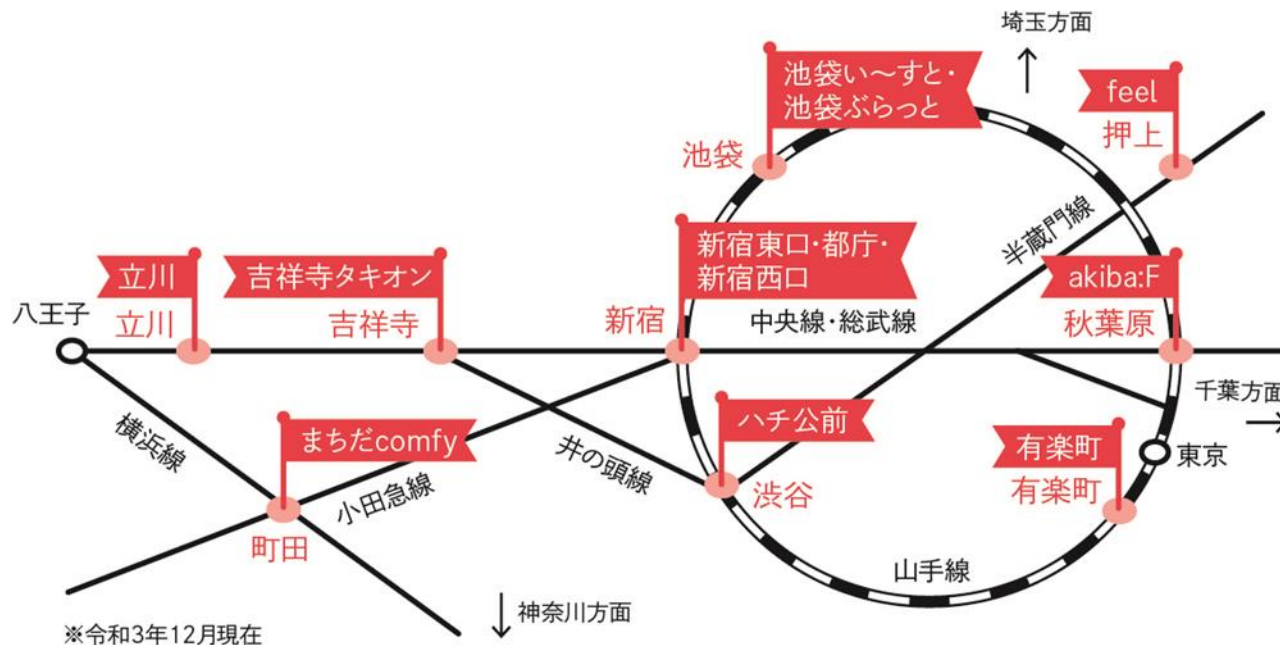 埼玉方面
池袋い〜すと・
池袋ぶらっと
feel
押上
池袋
半蔵門線
新宿東口・都庁・
新宿西口
立川
吉祥寺タキオン
akiba:F
八王子
立川
吉祥寺
新宿
中央線・総武線
秋葉原
千葉方面
横浜線
まちだcomfy
ハチ公前
有楽町
東京
井の頭線
小田急線
渋谷
有楽町
町田
山手線
神奈川方面
※令和3年12月現在